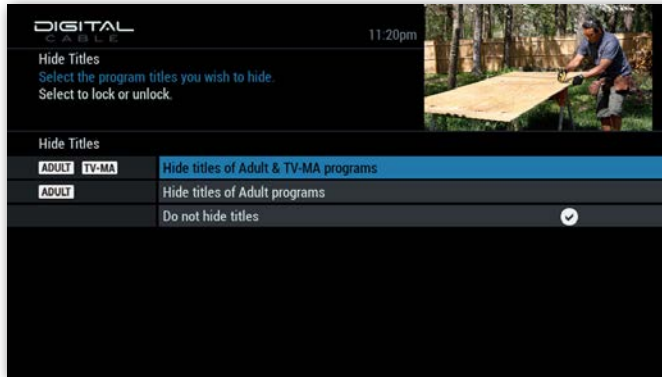 DIGITAL
CABLE
11:20pm
Hide Titles
Select the program titles you wish to hide.
Select to lock or unlock.
Hide Titles
ADULT TV-MA Hide titles of Adult & TV-MA programs
ADULT Hide titles of Adult programs
Do not hide titles